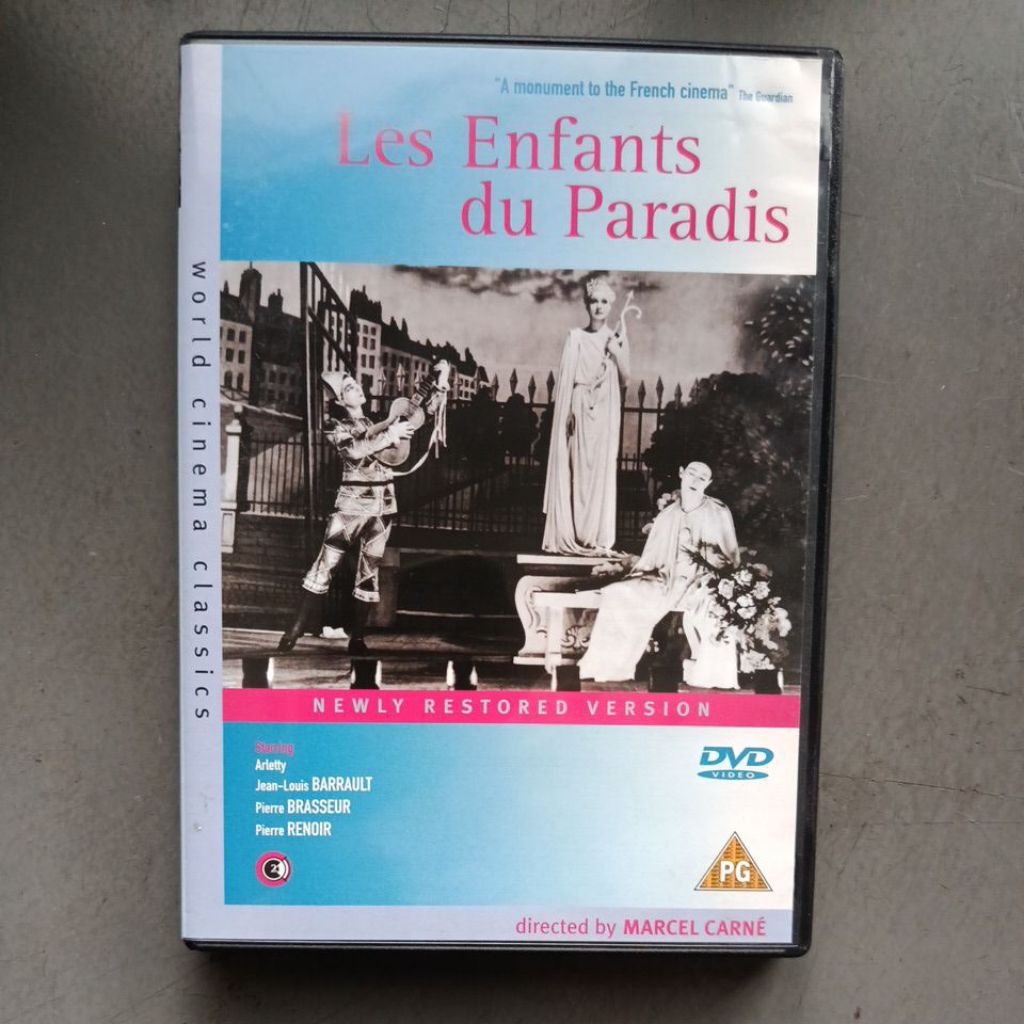 "A monument to the French cinema" The Guardian
Les Enfants
du Paradis
world cinema classics
NEWLY RESTORED VERSION
Starring
Arletty
Jean-Louis BARRAULT
Pierre BRASSEUR
Pierre RENOIR
DVD
VIDEO
2
PG
directed by MARCEL CARNÉ